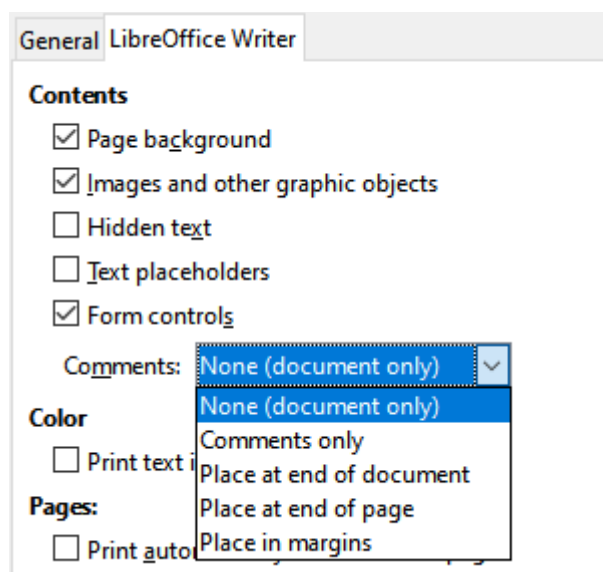 General LibreOffice Writer
Contents
Page background
Images and other graphic objects
Hidden text
Text placeholders
Form controls
Comments: None (document only)
None (document only)
Color
Comments only
Print text i
Place at end of document
Pages:
Place at end of page
Print autom
Place in margins